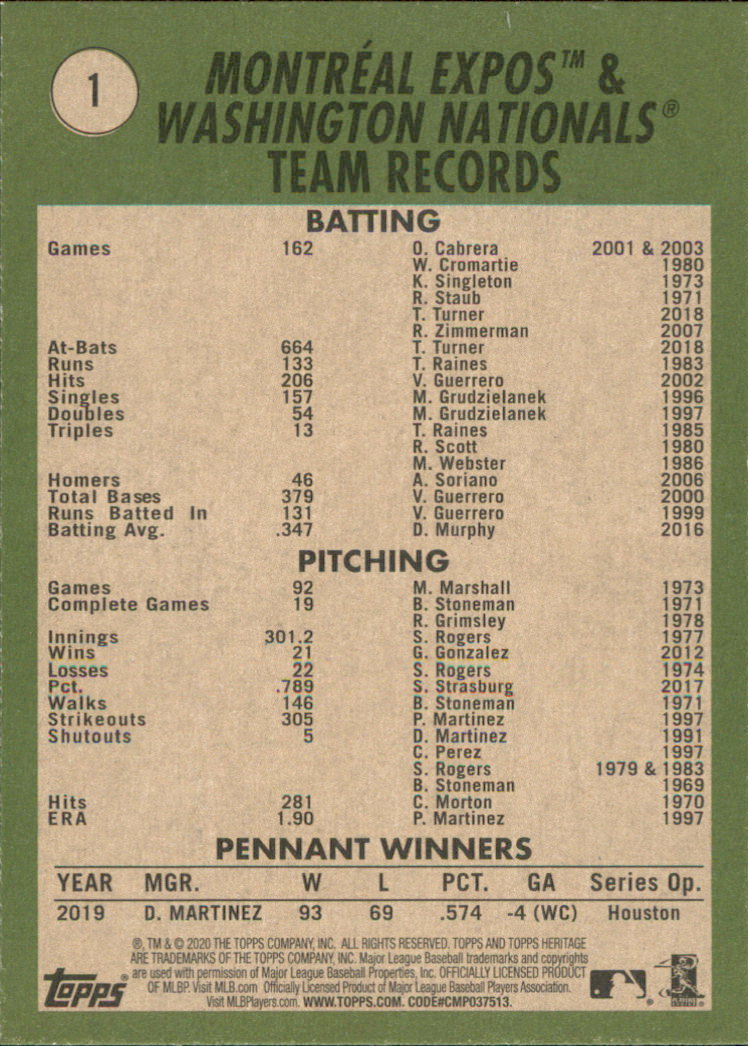 1
MONTRÉAL EXPOS™ &
WASHINGTON NATIONALS®
TEAM RECORDS
BATTING
Games 162 O. Cabrera 2001 & 2003
W. Cromartie 1980
K. Singleton 1973
R. Staub 1971
T. Turner 2018
R. Zimmerman 2007
At-Bats 664 T. Turner 2018
Runs 133 T. Raines 1983
Hits 206 V. Guerrero 2002
Singles 157 M. Grudzielanek 1996
Doubles 54 M. Grudzielanek 1997
Triples 13 T. Raines 1985
R. Scott 1980
M. Webster 1986
Homers 46 A. Soriano 2006
Total Bases 379 V. Guerrero 2000
Runs Batted In 131 V. Guerrero 1999
Batting Avg. .347 D. Murphy 2016
PITCHING
Games 92 M. Marshall 1973
Complete Games 19 B. Stoneman 1971
R. Grimsley 1978
Innings 301.2 S. Rogers 1977
Wins 21 G. Gonzalez 2012
Losses 22 S. Rogers 1974
Pct. .789 S. Strasburg 2017
Walks 146 B. Stoneman 1971
Strikeouts 305 P. Martinez 1997
Shutouts 5 D. Martinez 1991
C. Perez 1997
S. Rogers 1979 & 1983
B. Stoneman 1969
Hits 281 C. Morton 1970
ERA 1.90 P. Martinez 1997
PENNANT WINNERS
YEAR MGR. W L PCT. GA Series Op.
2019 D. MARTINEZ 93 69 .574 -4 (WC) Houston
®, TM & © 2020 THE TOPPS COMPANY, INC. ALL RIGHTS RESERVED. TOPPS AND TOPPS HERITAGE
ARE TRADEMARKS OF THE TOPPS COMPANY, INC. Major League Baseball trademarks and copyrights
are used with permission of Major League Baseball Properties, Inc. OFFICIALLY LICENSED PRODUCT
OF MLBP. Visit MLB.com Officially Licensed Product of Major League Baseball Players Association.
Visit MLBPlayers.com. WWW.TOPPS.COM. CODE#CMP037513.
TOPPS®